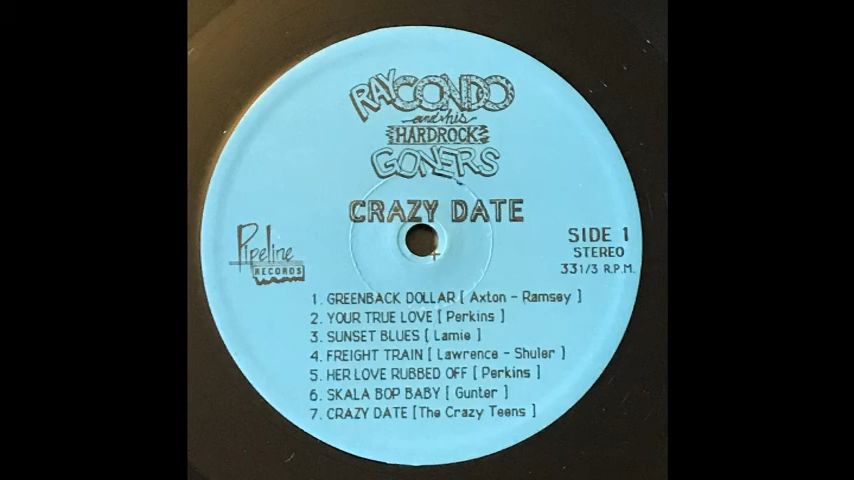 RAY CONDO
and his
HARDROCK
GONERS
CRAZY DATE
Pipeline
RECORDS
SIDE 1
STEREO
33 1/3 R.P.M.
1. GREENBACK DOLLAR [ Axton - Ramsey ]
2. YOUR TRUE LOVE [ Perkins ]
3. SUNSET BLUES [ Lamie ]
4. FREIGHT TRAIN [ Lawrence - Shuler ]
5. HER LOVE RUBBED OFF [ Perkins ]
6. SKALA BOP BABY [ Gunter ]
7. CRAZY DATE [The Crazy Teens ]